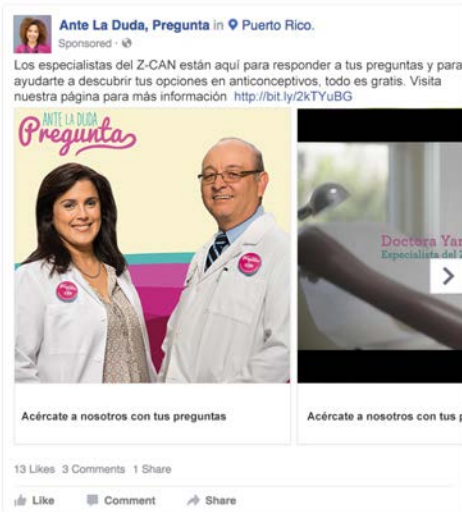 Ante La Duda, Pregunta in Puerto Rico.
Sponsored ·
Los especialistas del Z-CAN están aquí para responder a tus preguntas y para
ayudarte a descubrir tus opciones en anticonceptivos, todo es gratis. Visita
nuestra página para más información http://bit.ly/2kTYuBG
ANTE LA DUDA
Pregunta
Doctora Yar
Especialista del Z
Acércate a nosotros con tus preguntas
Acércate a nosotros con tus p
13 Likes 3 Comments 1 Share
Like Comment Share